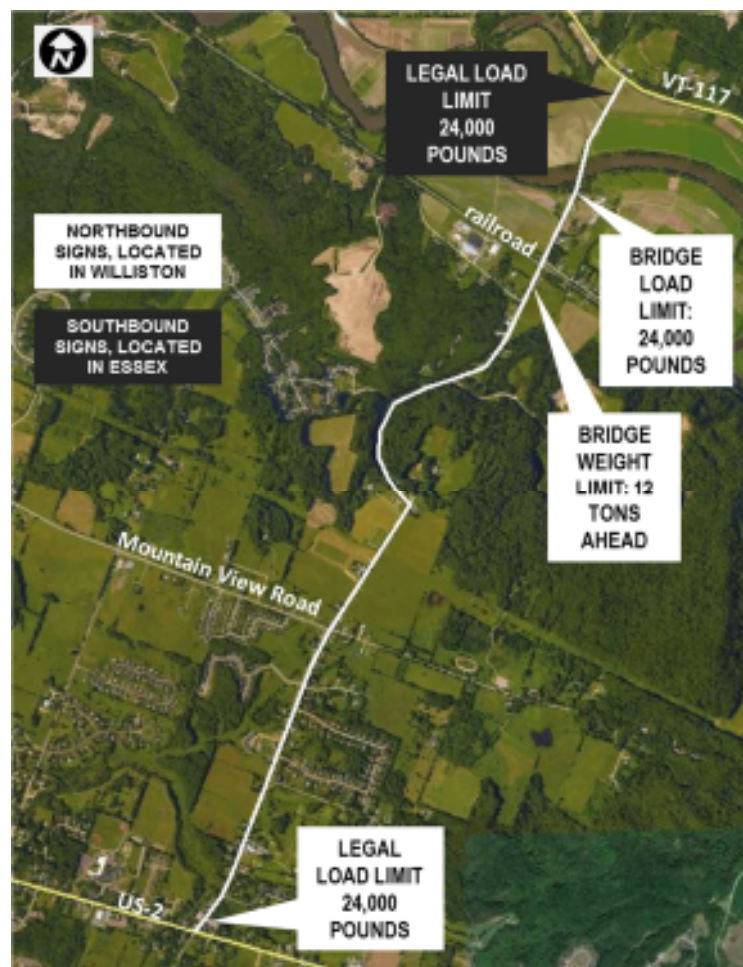 N
LEGAL LOAD
LIMIT
24,000
POUNDS
VT-117
NORTHBOUND
SIGNS, LOCATED
IN WILLISTON
railroad
BRIDGE
LOAD
LIMIT:
24,000
POUNDS
SOUTHBOUND
SIGNS, LOCATED
IN ESSEX
BRIDGE
WEIGHT
LIMIT: 12
TONS
AHEAD
Mountain View Road
LEGAL
LOAD LIMIT
24,000
POUNDS
US-2